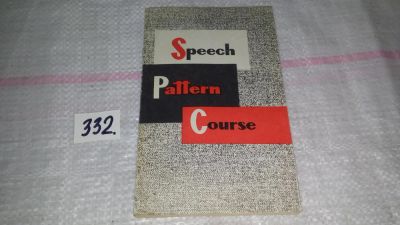 Speech
Pattern
Course
332.